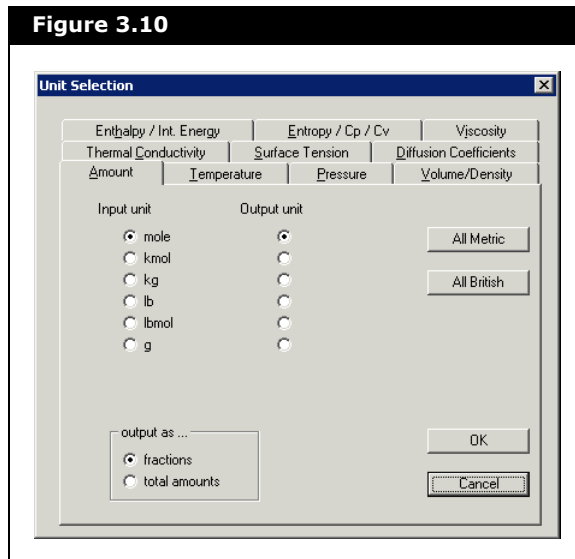 Figure 3.10
Unit Selection
Enthalpy / Int. Energy Entropy / Cp / Cv Viscosity
Thermal Conductivity Surface Tension Diffusion Coefficients
Amount Temperature Pressure Volume/Density
Input unit Output unit
mole
All Metric
kmol
kg
All British
lb
lbmol
g
output as ...
fractions
total amounts
OK
Cancel